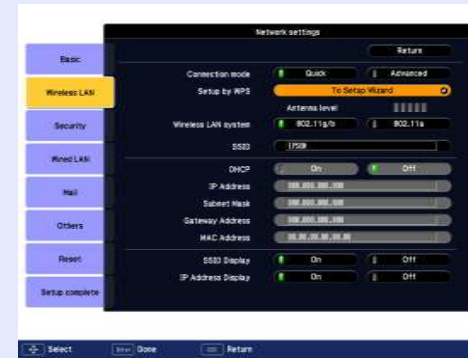 Network settings
Return
Basic
Wireless LAN
Security
Wired LAN
Mail
Others
Reset
Setup complete
Connection mode Quick Advanced
Setup by WPS To Setup Wizard
Antenna level
Wireless LAN system 802.11g/b 802.11a
SSID EPSON
DHCP On Off
IP Address
Subnet Mask
Gateway Address
MAC Address
SSID Display On Off
IP Address Display On Off
Select Enter Done Return